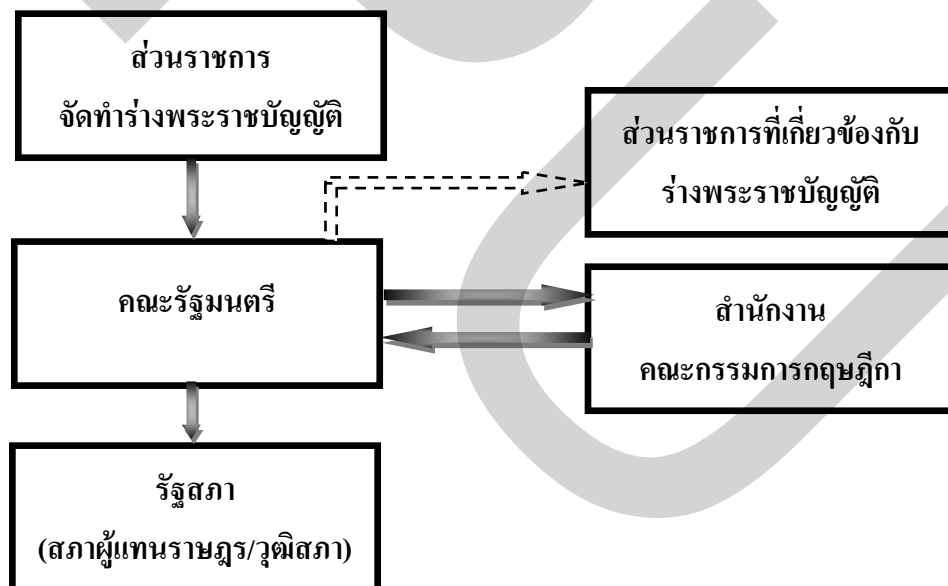 ส่วนราชการ
จัดทำร่างพระราชบัญญัติ
ส่วนราชการที่เกี่ยวข้องกับ
ร่างพระราชบัญญัติ
คณะรัฐมนตรี
สำนักงาน
คณะกรรมการกฤษฎีกา
รัฐสภา
(สภาผู้แทนราษฎร/วุฒิสภา)